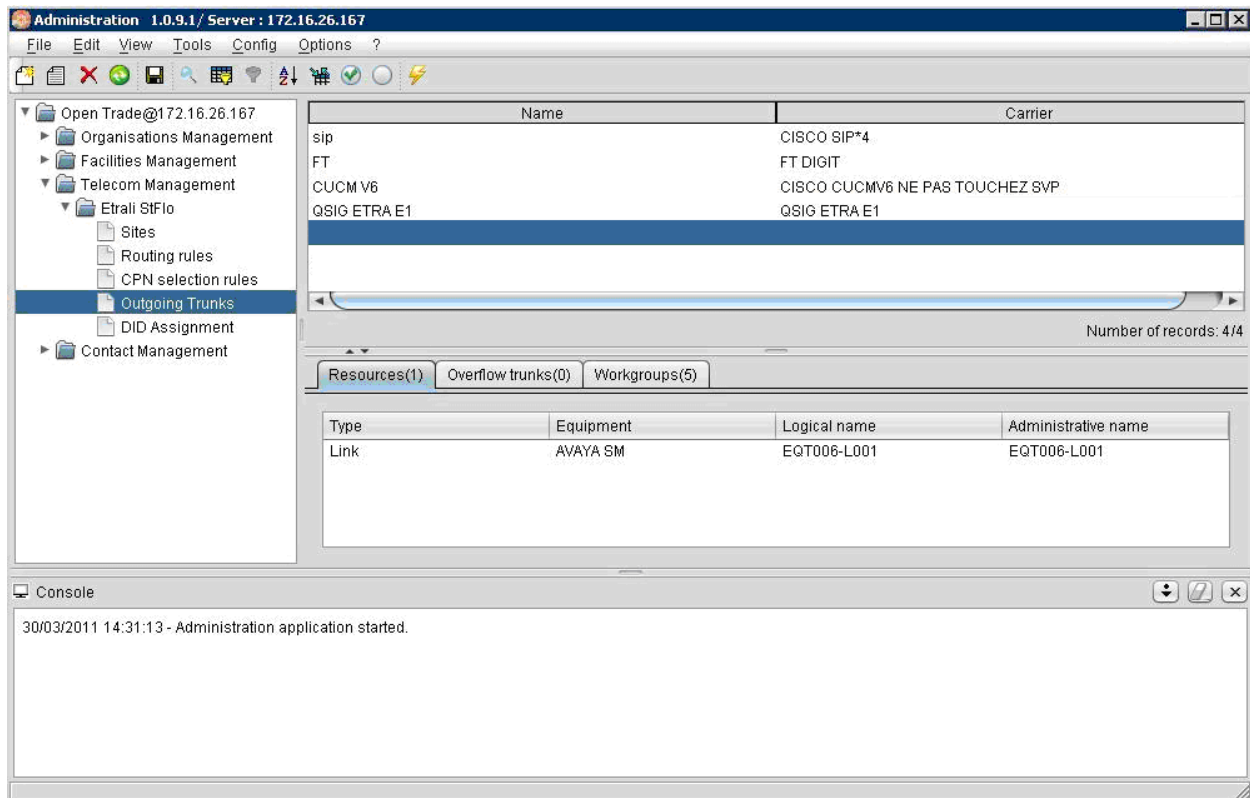 Administration 1.0.9.1/ Server : 172.16.26.167
File Edit View Tools Config Options ?
Open Trade@172.16.26.167
Organisations Management
Facilities Management
Telecom Management
Etrali StFlo
Sites
Routing rules
CPN selection rules
Outgoing Trunks
DID Assignment
Contact Management
Name Carrier
sip CISCO SIP*4
FT FT DIGIT
CUCM V6 CISCO CUCMV6 NE PAS TOUCHEZ SVP
QSIG ETRA E1 QSIG ETRA E1
Number of records: 4/4
Resources(1) Overflow trunks(0) Workgroups(5)
Type Equipment Logical name Administrative name
Link AVAYA SM EQT006-L001 EQT006-L001
Console
30/03/2011 14:31:13 - Administration application started.